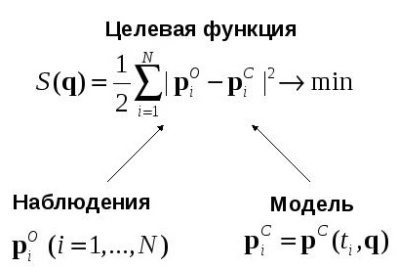 Целевая функция
S(q) = 1/2 ∑_{i=1}^{N} | p_i^O − p_i^C |^2 → min
Наблюдения Модель
p_i^O (i=1,...,N) p_i^C = p^C(t_i,q)